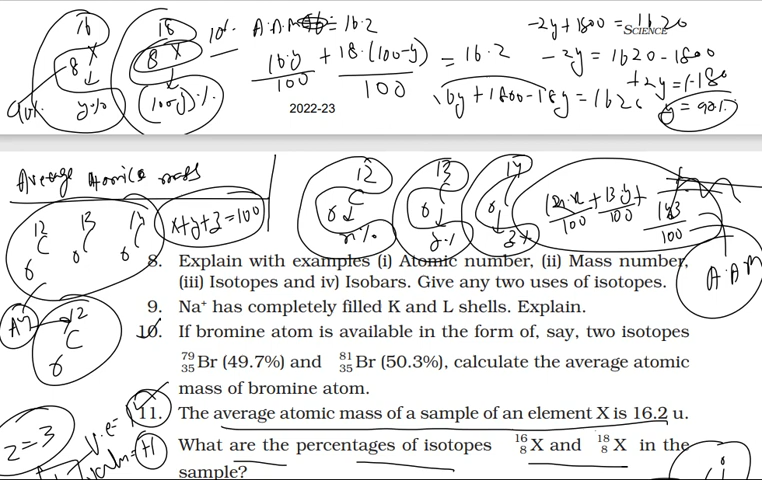 16 18 10% A.A.M = 16.2 -2y + 1800 = 1620
SCIENCE
8 X 8 X 16.y/100 + 18.(100-y)/100 = 16.2 -2y = 1620 - 1800
+2y = +180
90% y% (100-y)% 2022-23 16y + 1800 - 18y = 1620 y = 90%
Average Atomic mass
12 13 14
C
6 6 6
x+y+z=100
12 13 14
6 C 6 C 6
x% y% z%
12.x/100 + 13y/100 + 14z/100
A.A.M
8. Explain with examples (i) Atomic number, (ii) Mass number,
(iii) Isotopes and iv) Isobars. Give any two uses of isotopes.
9. Na⁺ has completely filled K and L shells. Explain.
12
C
6
10. If bromine atom is available in the form of, say, two isotopes
⁷⁹₃₅Br (49.7%) and ⁸¹₃₅Br (50.3%), calculate the average atomic
mass of bromine atom.
11. The average atomic mass of a sample of an element X is 16.2 u.
What are the percentages of isotopes ¹⁶₈X and ¹⁸₈X in the
sample?
z=3
v.e=
+1